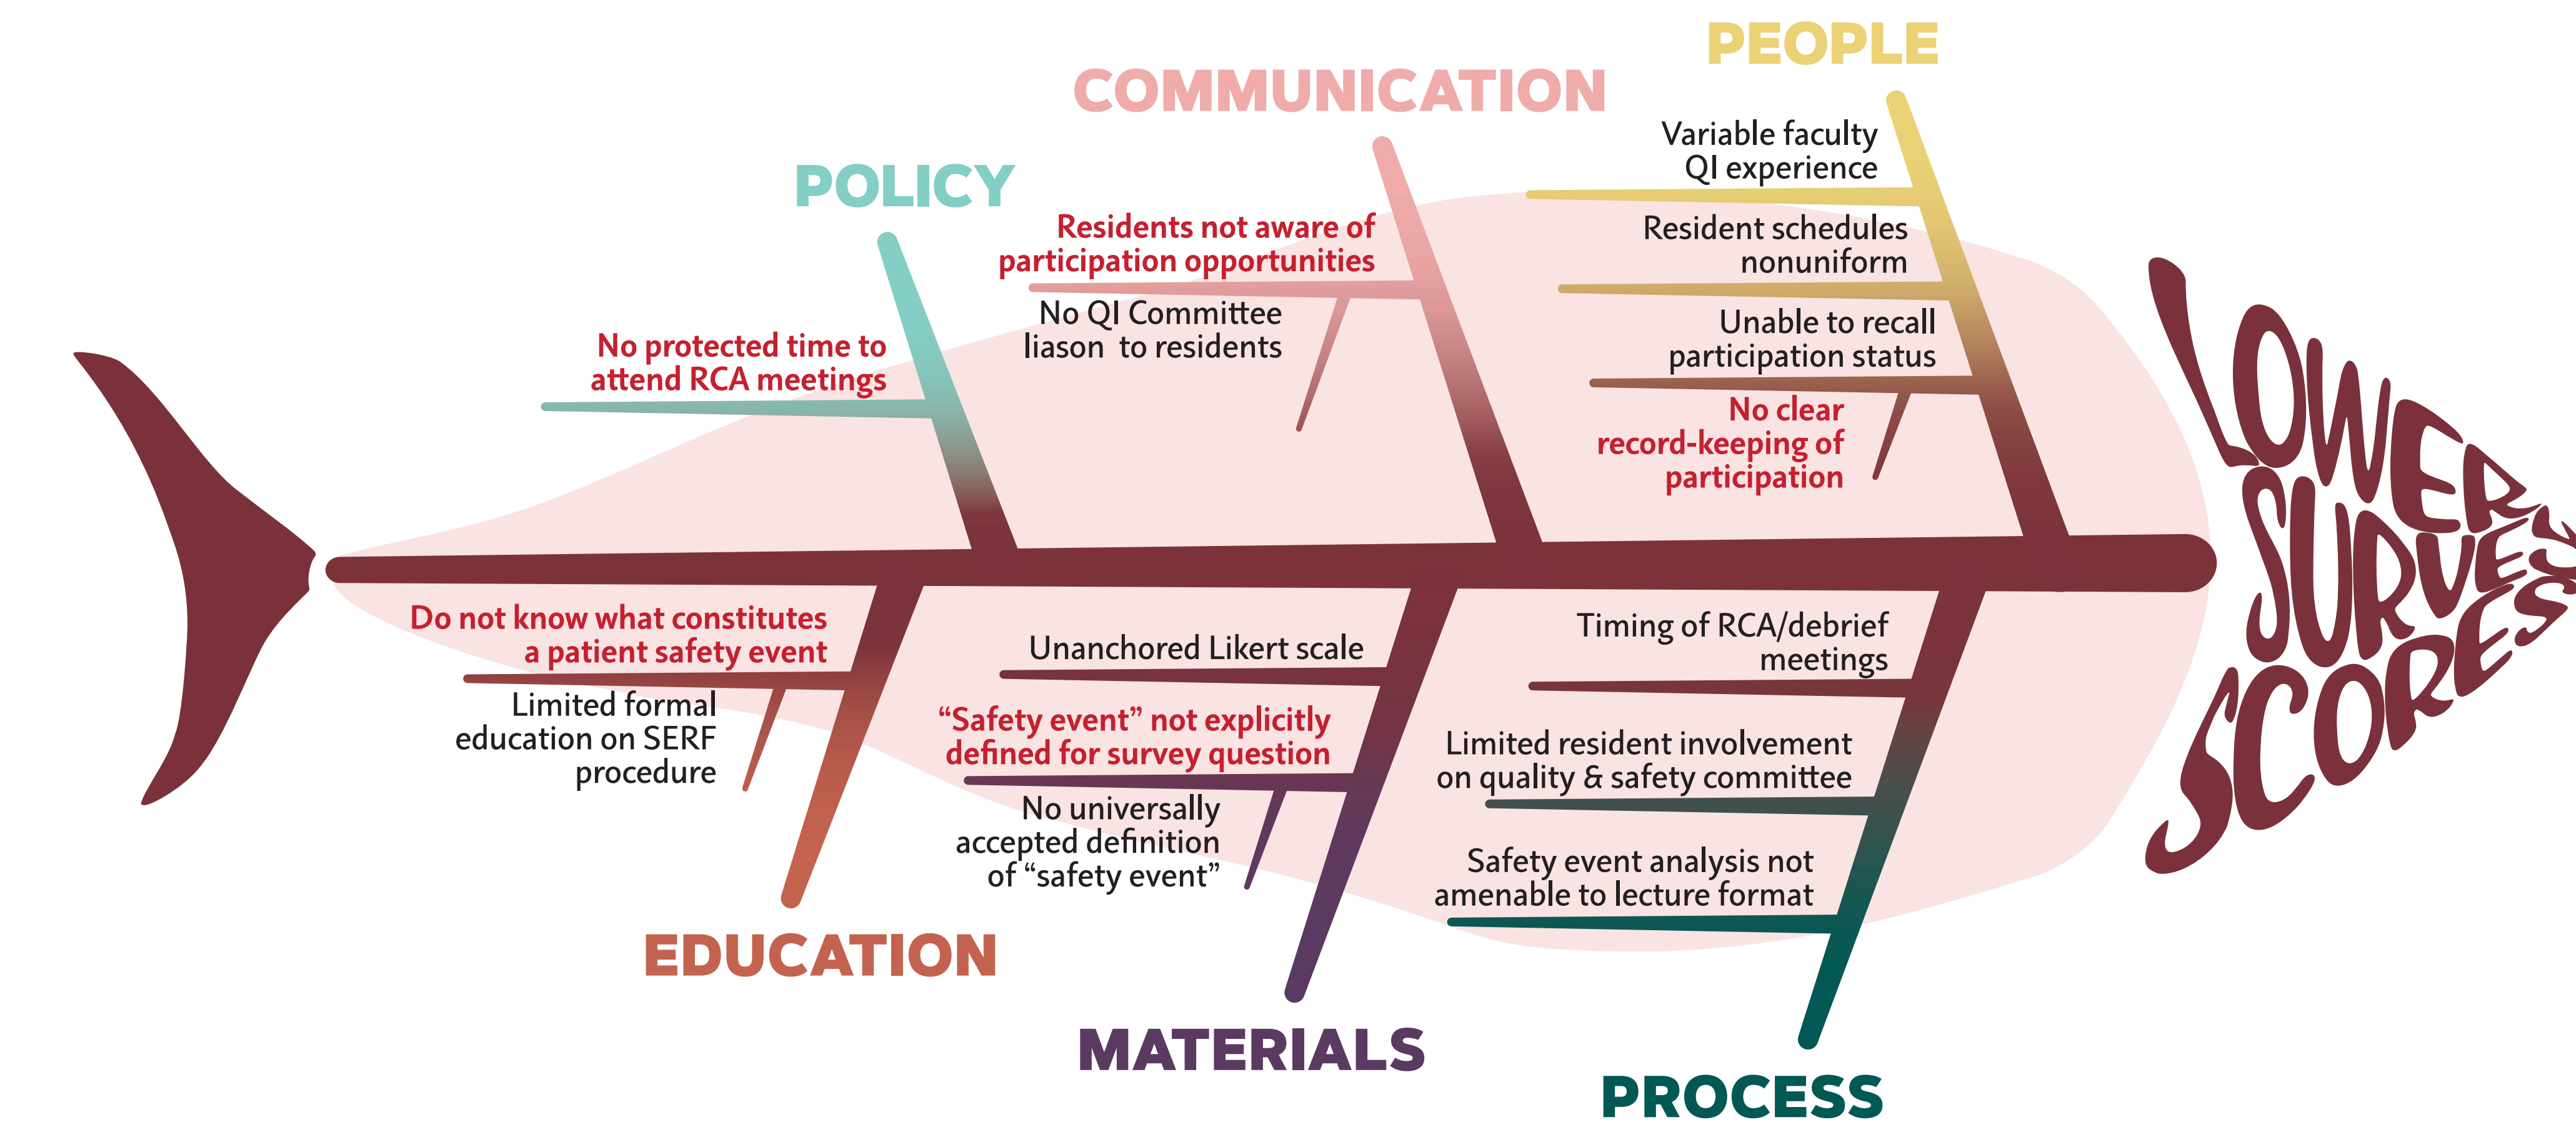 PEOPLE
COMMUNICATION
POLICY
Variable faculty
QI experience
Resident schedules
nonuniform
Unable to recall
participation status
No clear
record-keeping of
participation
Residents not aware of
participation opportunities
No QI Committee
liason to residents
No protected time to
attend RCA meetings
LOWER
SURVEY
SCORES
Do not know what constitutes
a patient safety event
Limited formal
education on SERF
procedure
EDUCATION
Unanchored Likert scale
“Safety event” not explicitly
defined for survey question
No universally
accepted definition
of “safety event”
MATERIALS
Timing of RCA/debrief
meetings
Limited resident involvement
on quality & safety committee
Safety event analysis not
amenable to lecture format
PROCESS